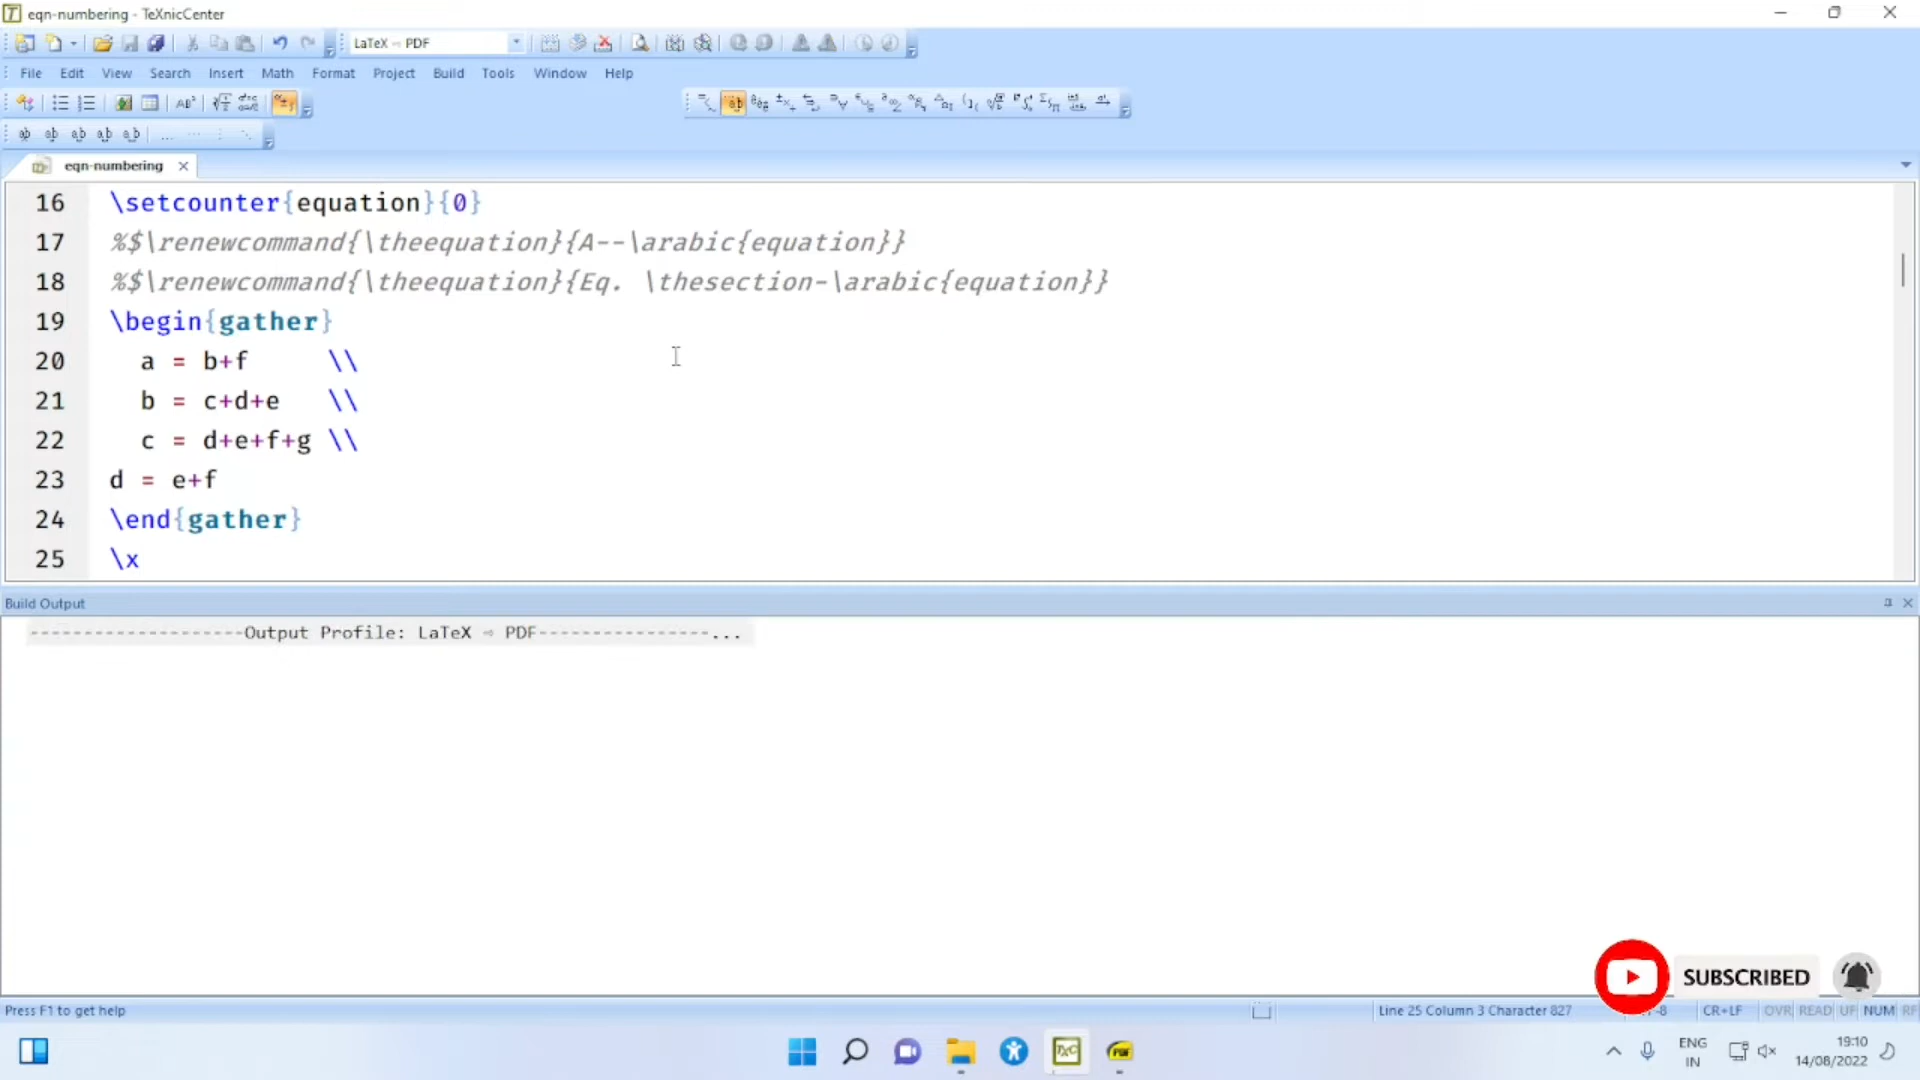 eqn-numbering - TeXnicCenter
LaTeX ⇨ PDF
File Edit View Search Insert Math Format Project Build Tools Window Help
eqn-numbering
16 \setcounter{equation}{0}
17 %$\renewcommand{\theequation}{A--\arabic{equation}}
18 %$\renewcommand{\theequation}{Eq. \thesection-\arabic{equation}}
19 \begin{gather}
20 a = b+f \\
21 b = c+d+e \\
22 c = d+e+f+g \\
23 d = e+f
24 \end{gather}
25 \x
Build Output
--------------------Output Profile: LaTeX ⇨ PDF----------------...
SUBSCRIBED
Press F1 to get help
Line 25 Column 3 Character 827
-8 CR+LF OVR READ UF NUM RF
TXC
PDF
ENG
IN
19:10
14/08/2022